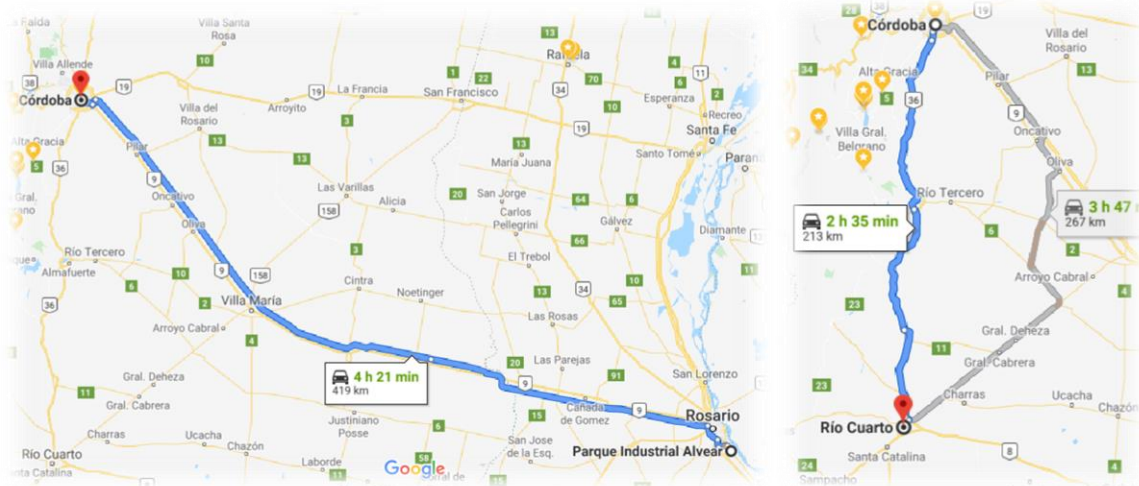 la Falda
Villa Santa
Rosa
Villa Allende
Córdoba
Arroyito
La Francia
San Francisco
Esperanza
Recreo
Santa Fe
Santo Tomé
Paraná
Alta Gracia
Villa del
Rosario
Pilar
María Juana
Las Varillas
Alicia
San Jorge
Carlos
Pellegrini
Gálvez
Diamante
Oncativo
Oliva
Río Tercero
Almafuerte
El Trebol
Villa María
Cintra
Noetinger
Las Rosas
Arroyo Cabral
4 h 21 min
419 km
Las Parejas
San Lorenzo
Gral. Deheza
Gral. Cabrera
Justiniano
Posse
Cañada
de Gomez
Rosario
Charras
Ucacha
Chazón
San Jose
de la Esq.
Parque Industrial Alvear
Río Cuarto
Santa Catalina
Laborde
Google
Córdoba
Villa del
Rosario
Alta Gracia
Pilar
Villa Gral.
Belgrano
Oncativo
Oliva
Río Tercero
2 h 35 min
213 km
3 h 47
267 km
Arroyo Cabral
Gral. Deheza
Gral. Cabrera
Charras
Río Cuarto
Santa Catalina
Sampacho